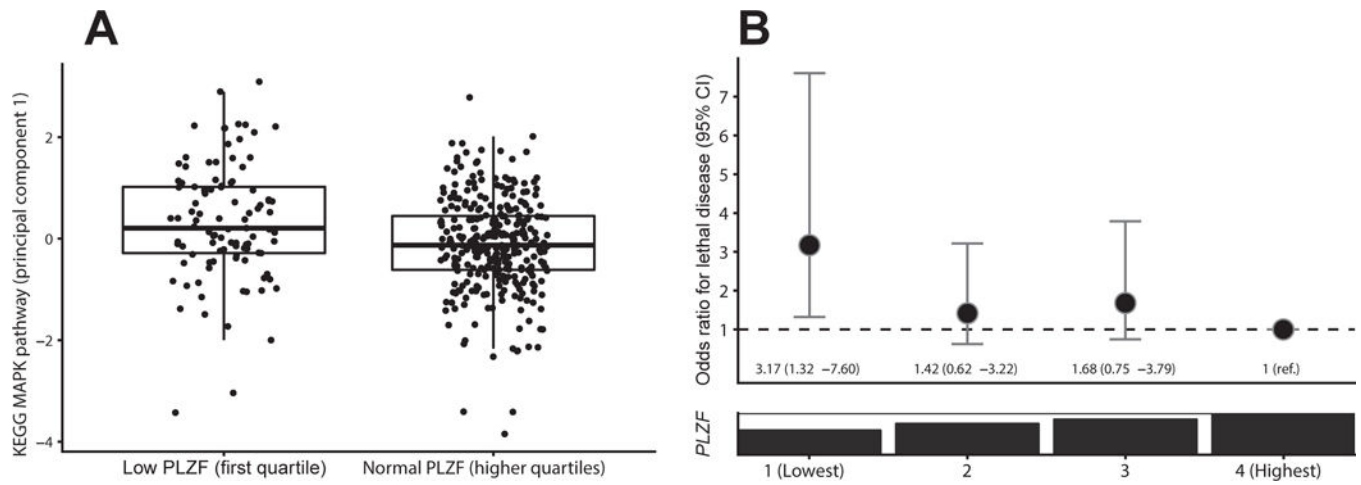 A
KEGG MAPK pathway (principal component 1)
2
0
−2
−4
Low PLZF (first quartile)
Normal PLZF (higher quartiles)
B
Odds ratio for lethal disease (95% CI)
7
6
5
4
3
2
1
3.17 (1.32 −7.60)
1.42 (0.62 −3.22)
1.68 (0.75 −3.79)
1 (ref.)
PLZF
1 (Lowest)
2
3
4 (Highest)